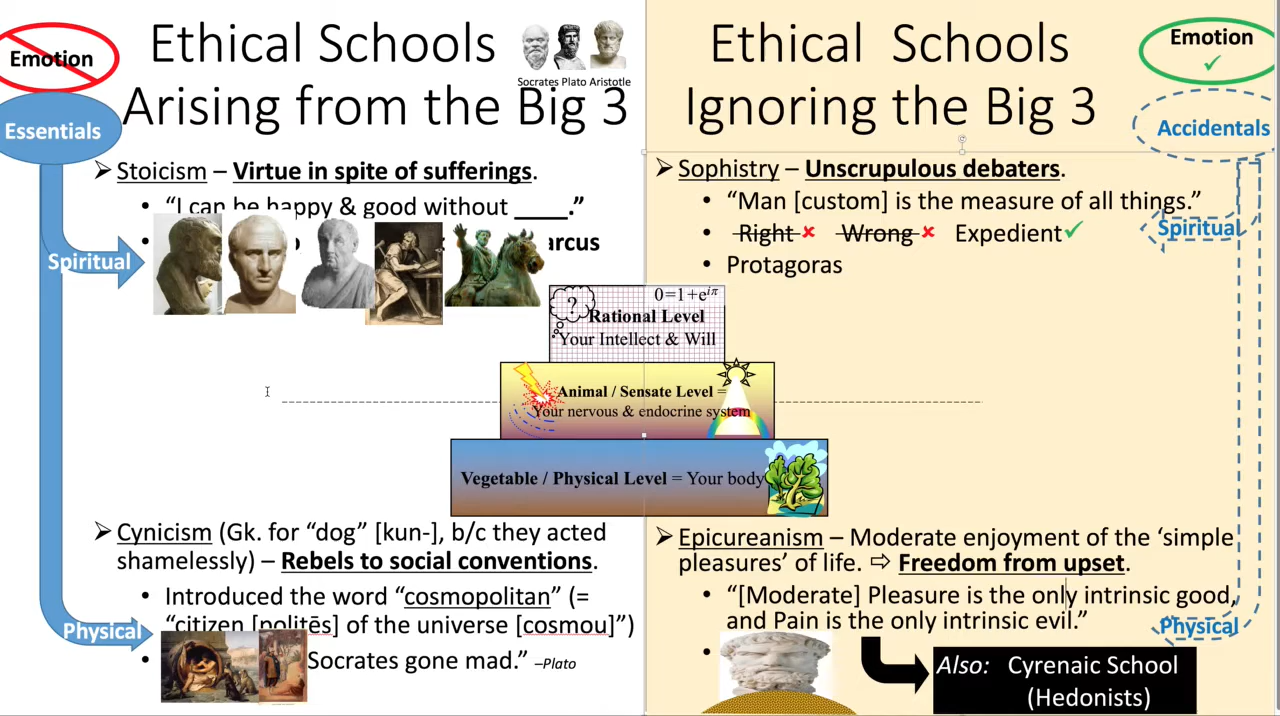 Emotion
Ethical Schools
Arising from the Big 3
Socrates Plato Aristotle
Essentials
➢ Stoicism – Virtue in spite of sufferings.
• “I can be happy & good without ____.”
arcus
Spiritual
Ethical Schools
Ignoring the Big 3
Emotion
✓
Accidentals
➢ Sophistry – Unscrupulous debaters.
• “Man [custom] is the measure of all things.”
• Right ✘ Wrong ✘ Expedient✓
• Protagoras
Spiritual
? 0=1+e^{iπ}
Rational Level
Your Intellect & Will
Animal / Sensate Level =
Your nervous & endocrine system
Vegetable / Physical Level = Your body
➢ Cynicism (Gk. for “dog” [kun-], b/c they acted
shamelessly) – Rebels to social conventions.
• Introduced the word “cosmopolitan” (=
“citizen [politēs] of the universe [cosmou]”)
Physical
• Socrates gone mad.” –Plato
➢ Epicureanism – Moderate enjoyment of the ‘simple
pleasures’ of life. ⇨ Freedom from upset.
• “[Moderate] Pleasure is the only intrinsic good,
and Pain is the only intrinsic evil.”
Physical
Also: Cyrenaic School
(Hedonists)